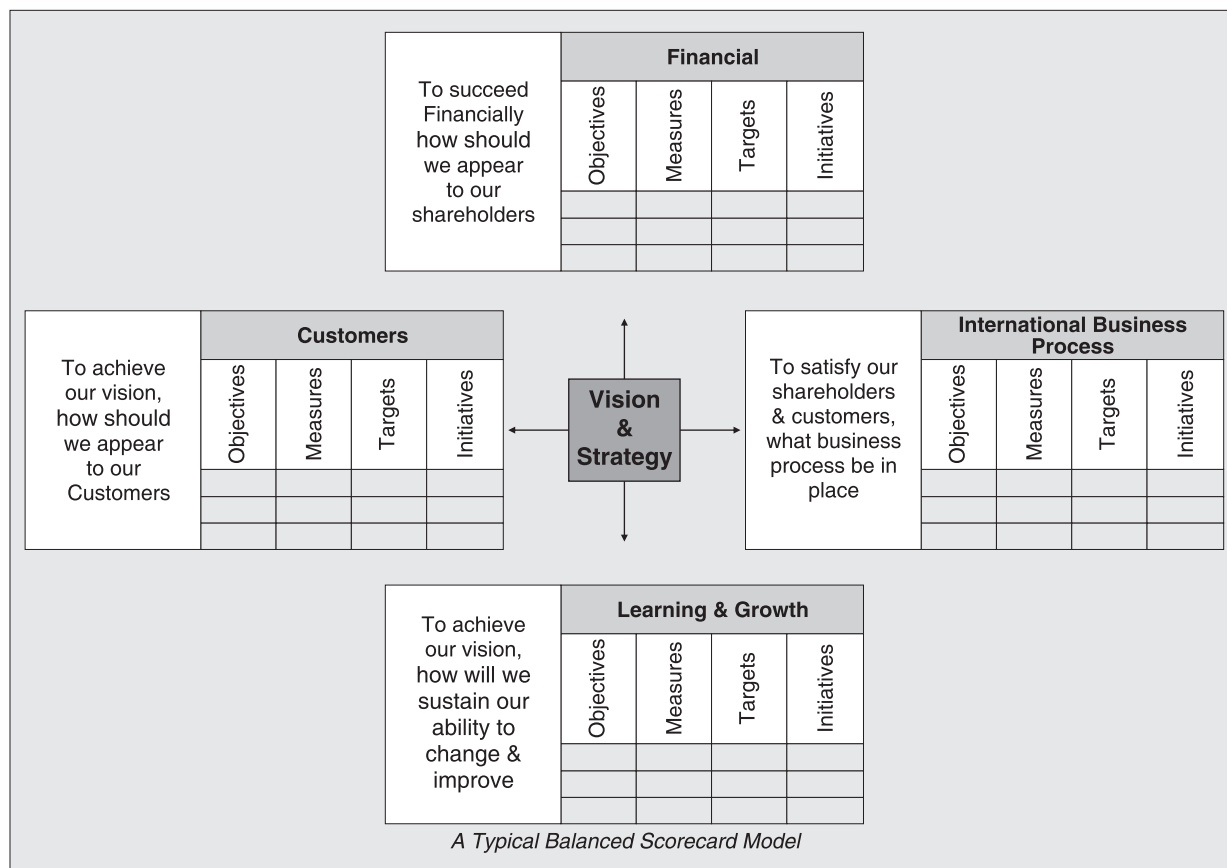 To succeed
Financially
how should
we appear
to our
shareholders
Financial
Objectives
Measures
Targets
Initiatives
To achieve
our vision,
how should
we appear
to our
Customers
Customers
Objectives
Measures
Targets
Initiatives
Vision
&
Strategy
To satisfy our
shareholders
& customers,
what business
process be in
place
International Business
Process
Objectives
Measures
Targets
Initiatives
To achieve
our vision,
how will we
sustain our
ability to
change &
improve
Learning & Growth
Objectives
Measures
Targets
Initiatives
A Typical Balanced Scorecard Model